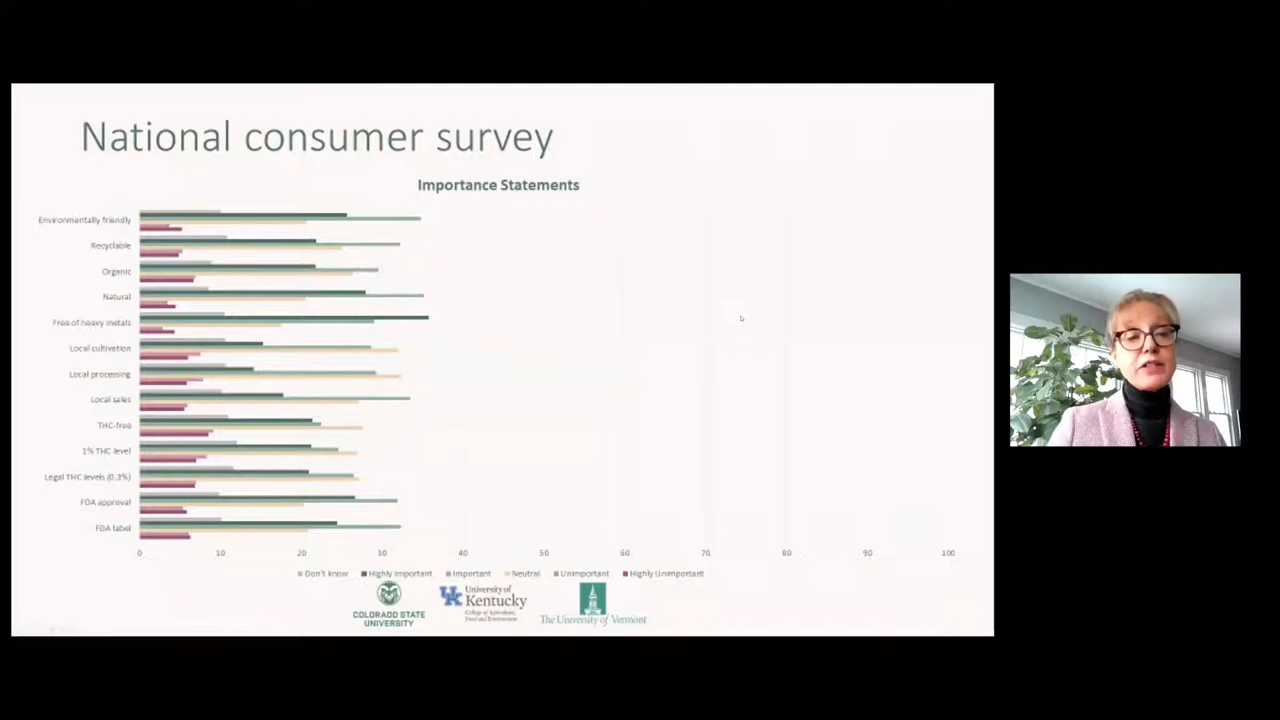 National consumer survey
Importance Statements
Environmentally friendly
Recyclable
Organic
Natural
Free of heavy metals
Local cultivation
Local processing
Local sales
THC-free
1% THC level
Legal THC levels (0.3%)
FDA approval
FDA label
0 10 20 30 40 50 60 70 80 90 100
Don't know Highly Important Important Neutral Unimportant Highly Unimportant
COLORADO STATE
UNIVERSITY
UK
University of
Kentucky
College of Agriculture,
Food and Environment
The University of Vermont